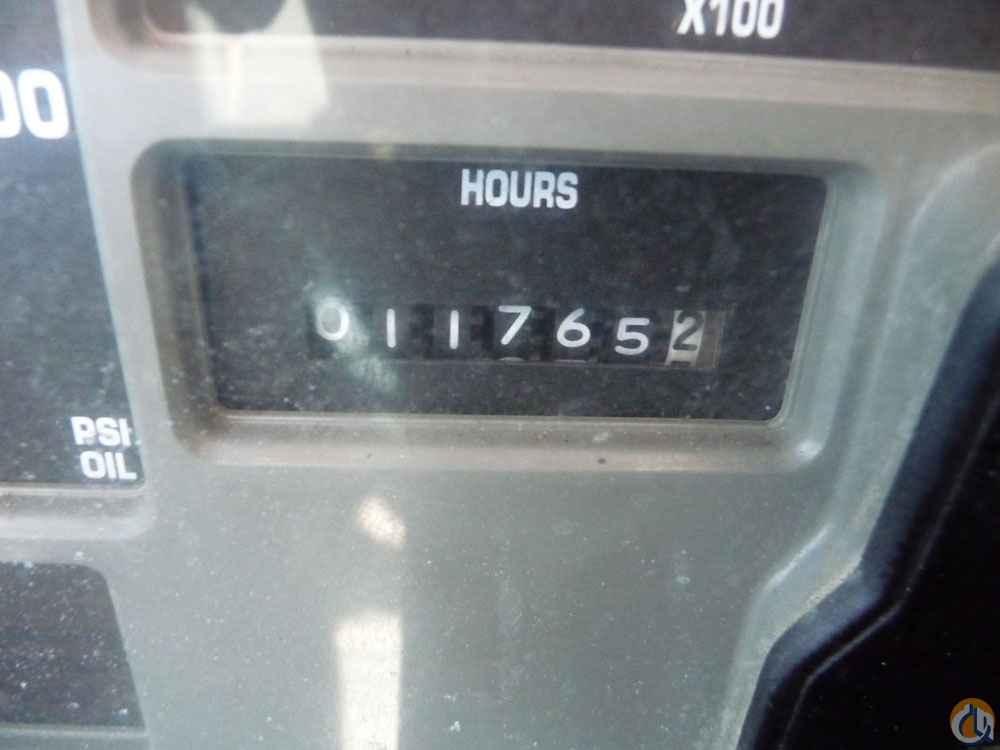 X100
00
HOURS
0117652
PSI
OIL